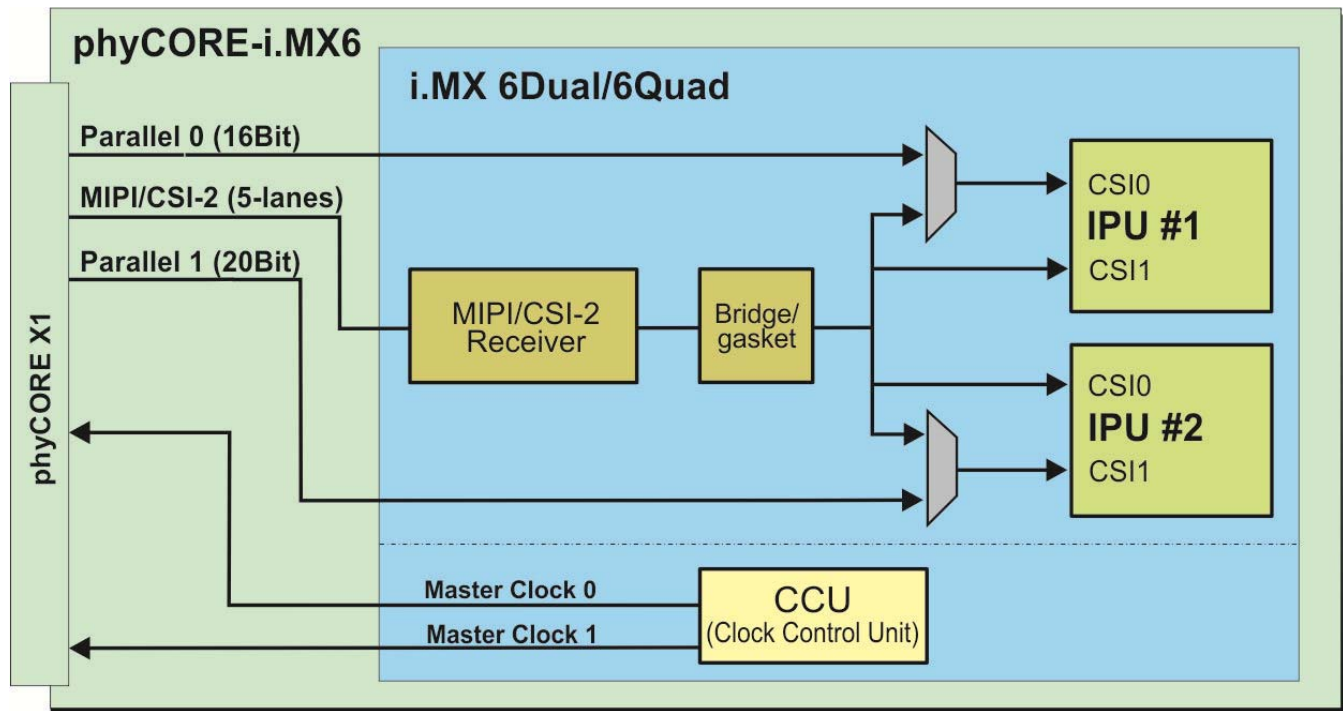 phyCORE-i.MX6
i.MX 6Dual/6Quad
phyCORE X1
Parallel 0 (16Bit)
MIPI/CSI-2 (5-lanes)
Parallel 1 (20Bit)
MIPI/CSI-2
Receiver
Bridge/
gasket
CSI0
IPU #1
CSI1
CSI0
IPU #2
CSI1
Master Clock 0
Master Clock 1
CCU
(Clock Control Unit)